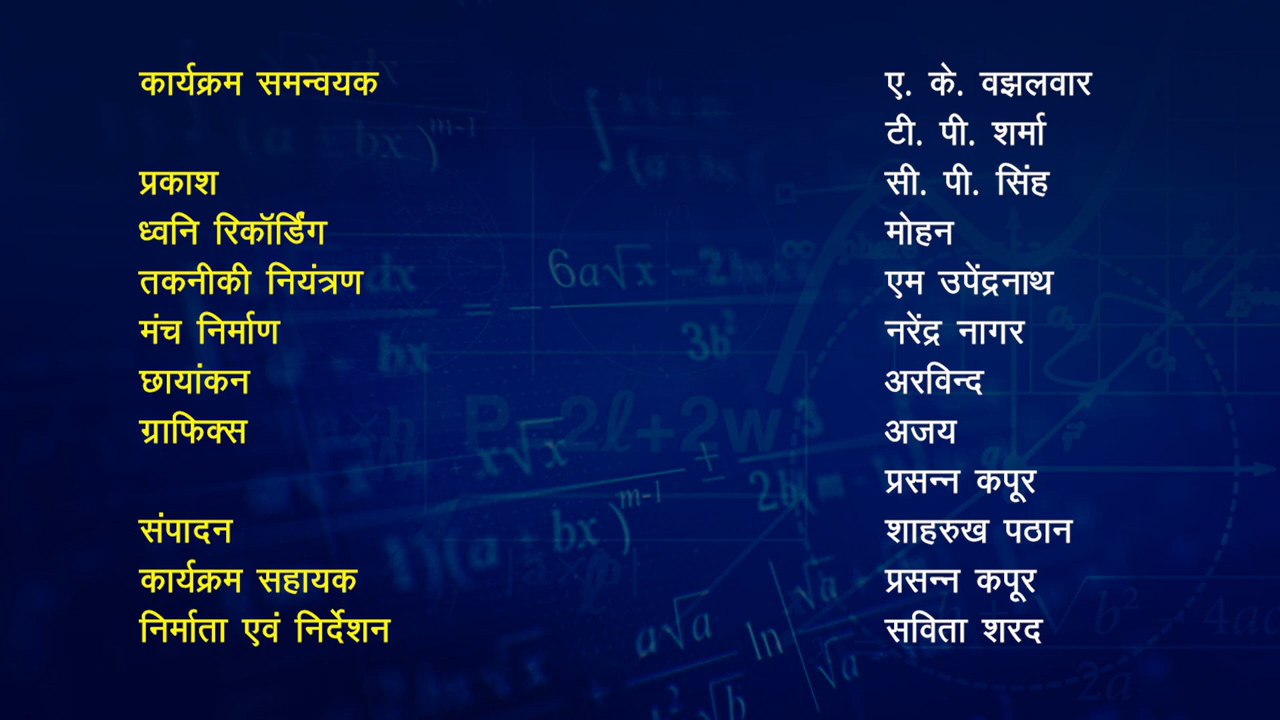 कार्यक्रम समन्वयक ए. के. वझलवार
टी. पी. शर्मा
प्रकाश सी. पी. सिंह
ध्वनि रिकॉर्डिंग मोहन
तकनीकी नियंत्रण एम उपेंद्रनाथ
मंच निर्माण नरेंद्र नागर
छायांकन अरविन्द
ग्राफिक्स अजय
प्रसन्न कपूर
संपादन शाहरुख पठान
कार्यक्रम सहायक प्रसन्न कपूर
निर्माता एवं निर्देशन सविता शरद